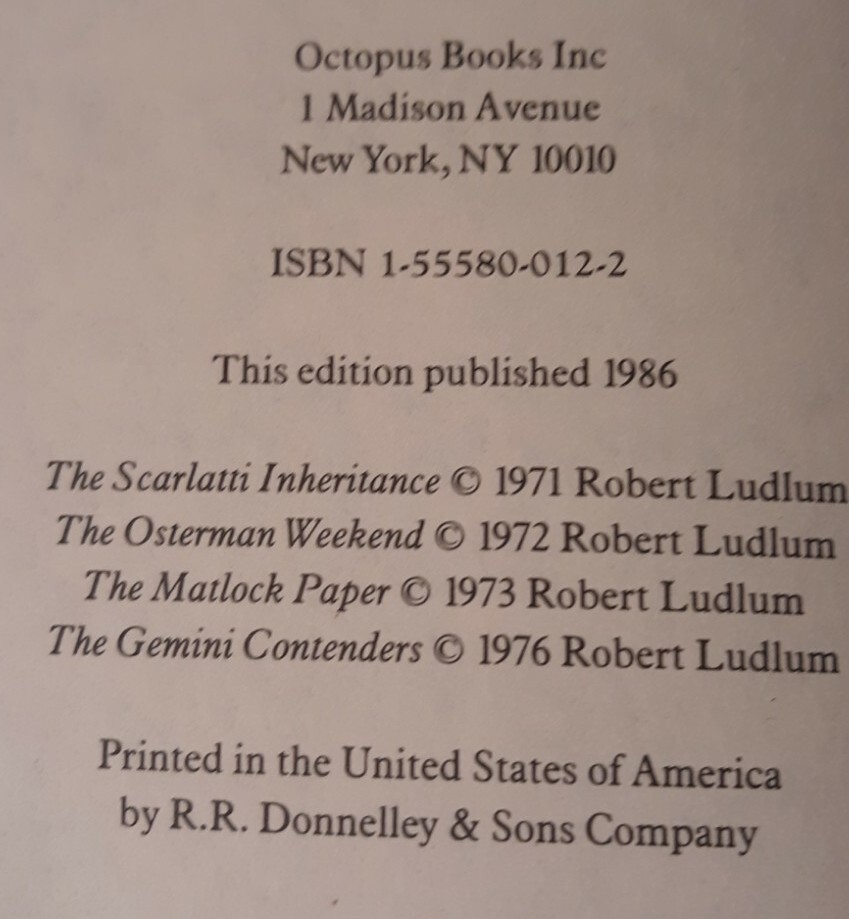 Octopus Books Inc
1 Madison Avenue
New York, NY 10010
ISBN 1-55580-012-2
This edition published 1986
The Scarlatti Inheritance © 1971 Robert Ludlum
The Osterman Weekend © 1972 Robert Ludlum
The Matlock Paper © 1973 Robert Ludlum
The Gemini Contenders © 1976 Robert Ludlum
Printed in the United States of America
by R.R. Donnelley & Sons Company